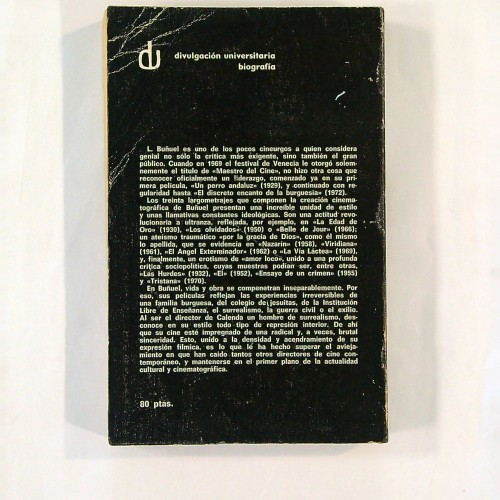 du
divulgación universitaria
biografía
L. Buñuel es uno de los pocos cineurgos a quien considera
genial no sólo la crítica más exigente, sino también el gran
público. Cuando en 1969 el festival de Venecia le otorgó solem-
nemente el título de «Maestro del Cine», no hizo otra cosa que
reconocer oficialmente un liderazgo, comenzado ya en su pri-
mera película, «Un perro andaluz» (1929), y continuado con re-
gularidad hasta «El discreto encanto de la burguesía» (1972).
Los treinta largometrajes que componen la creación cinema-
tográfica de Buñuel presentan una increíble unidad de estilo
y unas llamativas constantes ideológicas. Son una actitud revo-
lucionaria a ultranza, reflejada, por ejemplo, en «La Edad de
Oro» (1930), «Los olvidados» (1950) o «Belle de Jour» (1966);
un ateísmo traumático «por la gracia de Dios», como él mismo
lo apellida, que se evidencia en «Nazarín» (1958), «Viridiana»
(1961), «El Angel Exterminador» (1962) o «La Vía Láctea» (1969),
y, finalmente, un erotismo de «amor loco», unido a una profunda
crítica sociopolítica, cuyas muestras podían ser, entre otras,
«Las Hurdes» (1932), «El» (1952), «Ensayo de un crimen» (1955)
y «Tristana» (1970).
En Buñuel, vida y obra se compenetran inseparablemente. Por
eso, sus películas reflejan las experiencias irreversibles de
una familia burguesa, del colegio de jesuitas, de la Institución
Libre de Enseñanza, el surrealismo, la guerra civil o el exilio.
Al ser el director de Calenda un hombre de surrealismo, des-
conoce en su estilo todo tipo de represión interior. De ahí
que su cine esté impregnado de una radical y, a veces, brutal
sinceridad. Esto, unido a la densidad y acendramiento de su
expresión fílmica, es lo que le ha hecho superar el avieja-
miento en que han caído tantos otros directores de cine con-
temporáneo, y mantenerse en el primer plano de la actualidad
cultural y cinematográfica.
80 ptas.